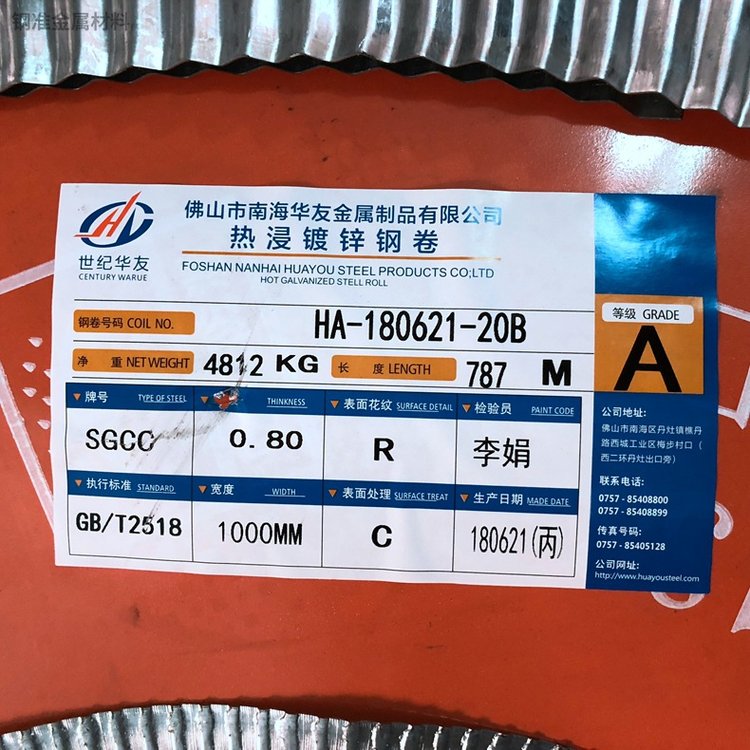 钢准金属材料
佛山市南海华友金属制品有限公司
热浸镀锌钢卷
FOSHAN NANHAI HUAYOU STEEL PRODUCTS CO;LTD
HOT GALVANIZED STELL ROLL
世纪华友
CENTURY WARUE
钢卷号码 COIL NO. HA-180621-20B
等级 GRADE
A
净 重 NET WEIGHT 4812 KG 长 度 LENGTH 787 M
牌号 TYPE OF STEEL THINKNESS 表面花纹 SURFACE DETAIL 检验员 PAINT CODE
SGCC 0.80 R 李娟
执行标准 STANDARD 宽度 WIDTH 表面处理 SURFACE TREAT 生产日期 MADE DATE
GB/T2518 1000MM C 180621(丙)
公司地址:
佛山市南海区丹灶镇樵丹
路西城工业区梅步村口（
西二环丹灶出口旁）
联系电话:
0757 - 85408800
0757 - 85408899
传真号码:
0757 - 85405128
公司网址:
http://www.huayousteel.com